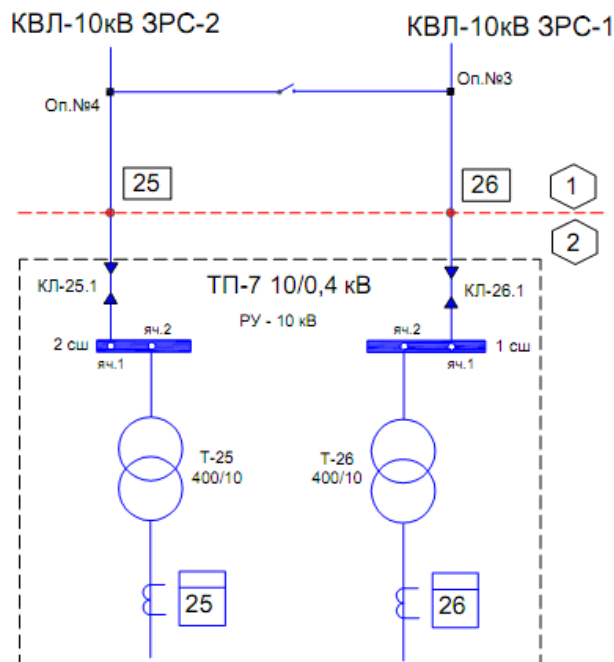 КВЛ-10кВ ЗРС-2
КВЛ-10кВ ЗРС-1
Оп.№4
Оп.№3
25
26
1
2
КЛ-25.1
ТП-7 10/0,4 кВ
КЛ-26.1
РУ - 10 кВ
2 сш
яч.2
яч.1
яч.2
1 сш
яч.1
Т-25
400/10
Т-26
400/10
25
26